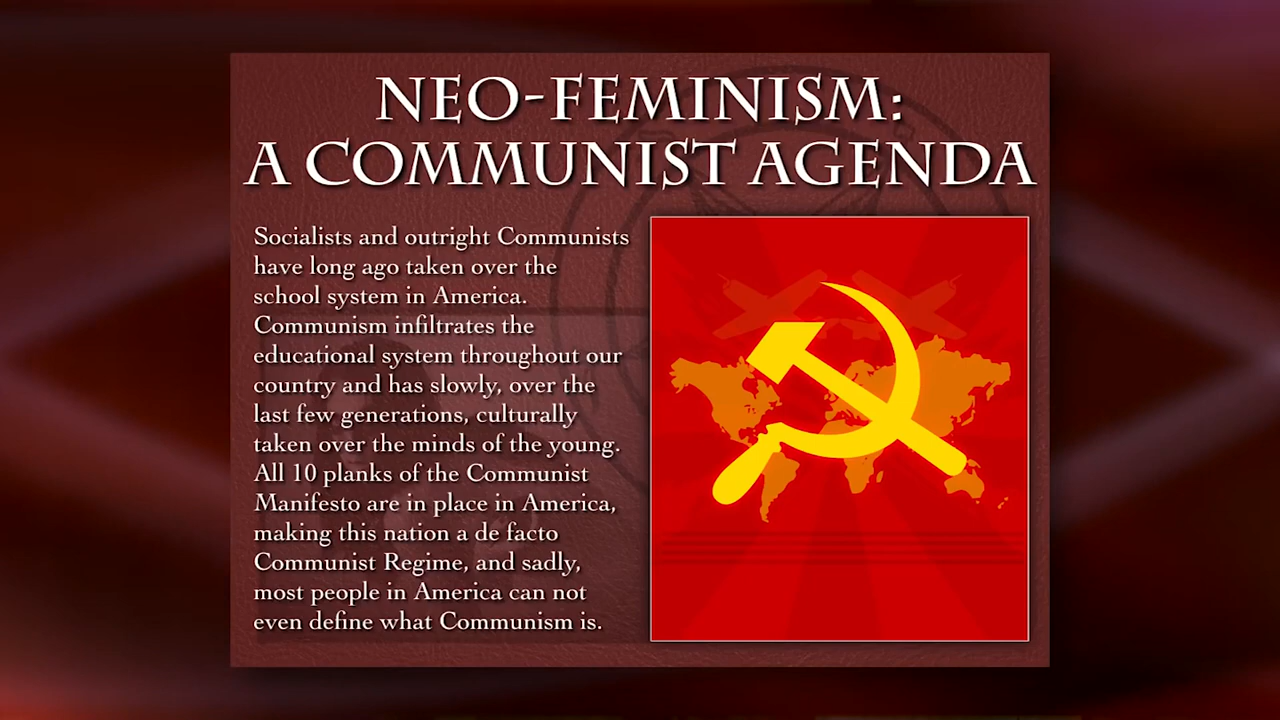 NEO-FEMINISM:
A COMMUNIST AGENDA
Socialists and outright Communists
have long ago taken over the
school system in America.
Communism infiltrates the
educational system throughout our
country and has slowly, over the
last few generations, culturally
taken over the minds of the young.
All 10 planks of the Communist
Manifesto are in place in America,
making this nation a de facto
Communist Regime, and sadly,
most people in America can not
even define what Communism is.